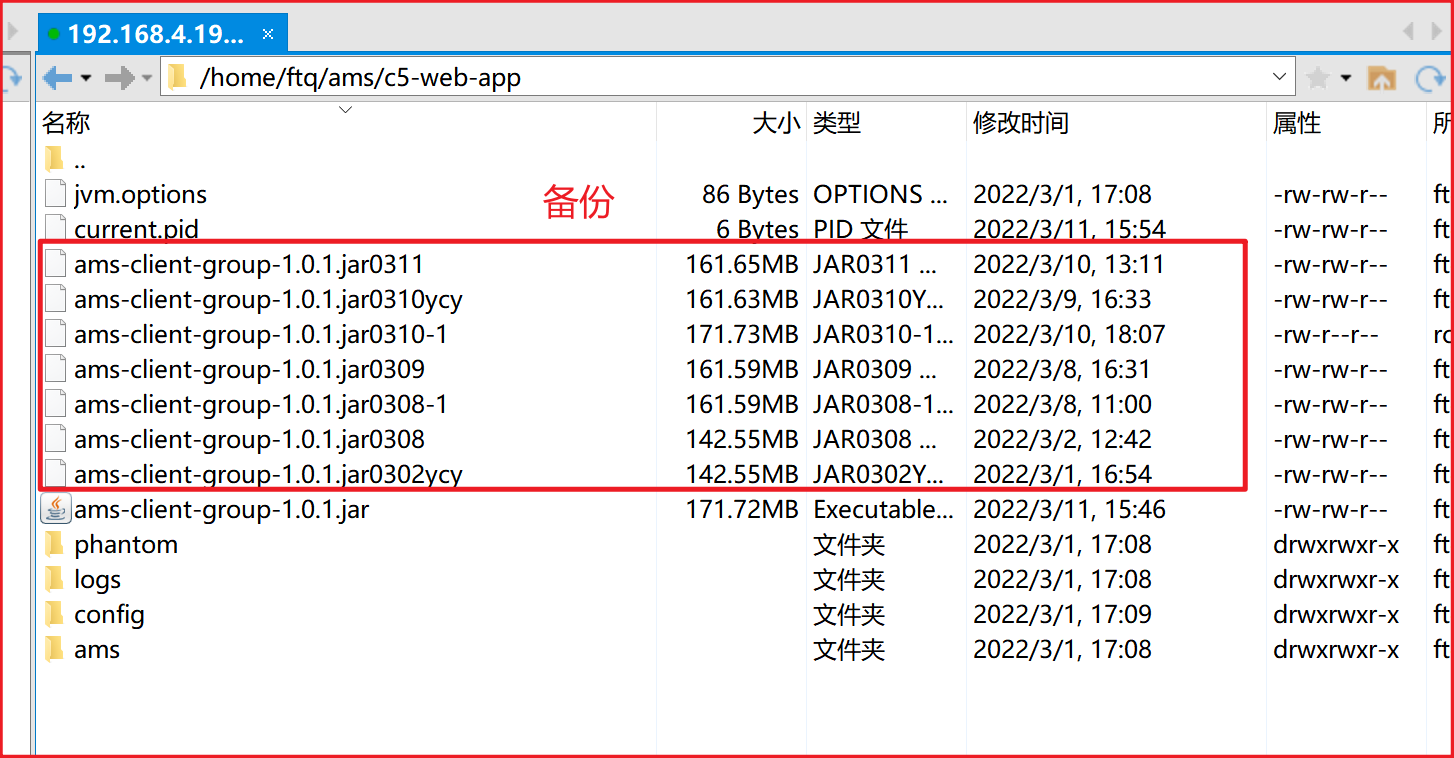 192.168.4.19... ×
/home/ftq/ams/c5-web-app
名称 大小 类型 修改时间 属性 所
..
jvm.options 86 Bytes OPTIONS ... 2022/3/1, 17:08 -rw-rw-r-- ft
备份
current.pid 6 Bytes PID 文件 2022/3/11, 15:54 -rw-rw-r-- ft
ams-client-group-1.0.1.jar0311 161.65MB JAR0311 ... 2022/3/10, 13:11 -rw-rw-r-- ft
ams-client-group-1.0.1.jar0310ycy 161.63MB JAR0310Y... 2022/3/9, 16:33 -rw-rw-r-- ft
ams-client-group-1.0.1.jar0310-1 171.73MB JAR0310-1... 2022/3/10, 18:07 -rw-r--r-- ro
ams-client-group-1.0.1.jar0309 161.59MB JAR0309 ... 2022/3/8, 16:31 -rw-rw-r-- ft
ams-client-group-1.0.1.jar0308-1 161.59MB JAR0308-1... 2022/3/8, 11:00 -rw-rw-r-- ft
ams-client-group-1.0.1.jar0308 142.55MB JAR0308 ... 2022/3/2, 12:42 -rw-rw-r-- ft
ams-client-group-1.0.1.jar0302ycy 142.55MB JAR0302Y... 2022/3/1, 16:54 -rw-rw-r-- ft
ams-client-group-1.0.1.jar 171.72MB Executable... 2022/3/11, 15:46 -rw-rw-r-- ft
phantom 文件夹 2022/3/1, 17:08 drwxrwxr-x ft
logs 文件夹 2022/3/1, 17:08 drwxrwxr-x ft
config 文件夹 2022/3/1, 17:09 drwxrwxr-x ft
ams 文件夹 2022/3/1, 17:08 drwxrwxr-x ft